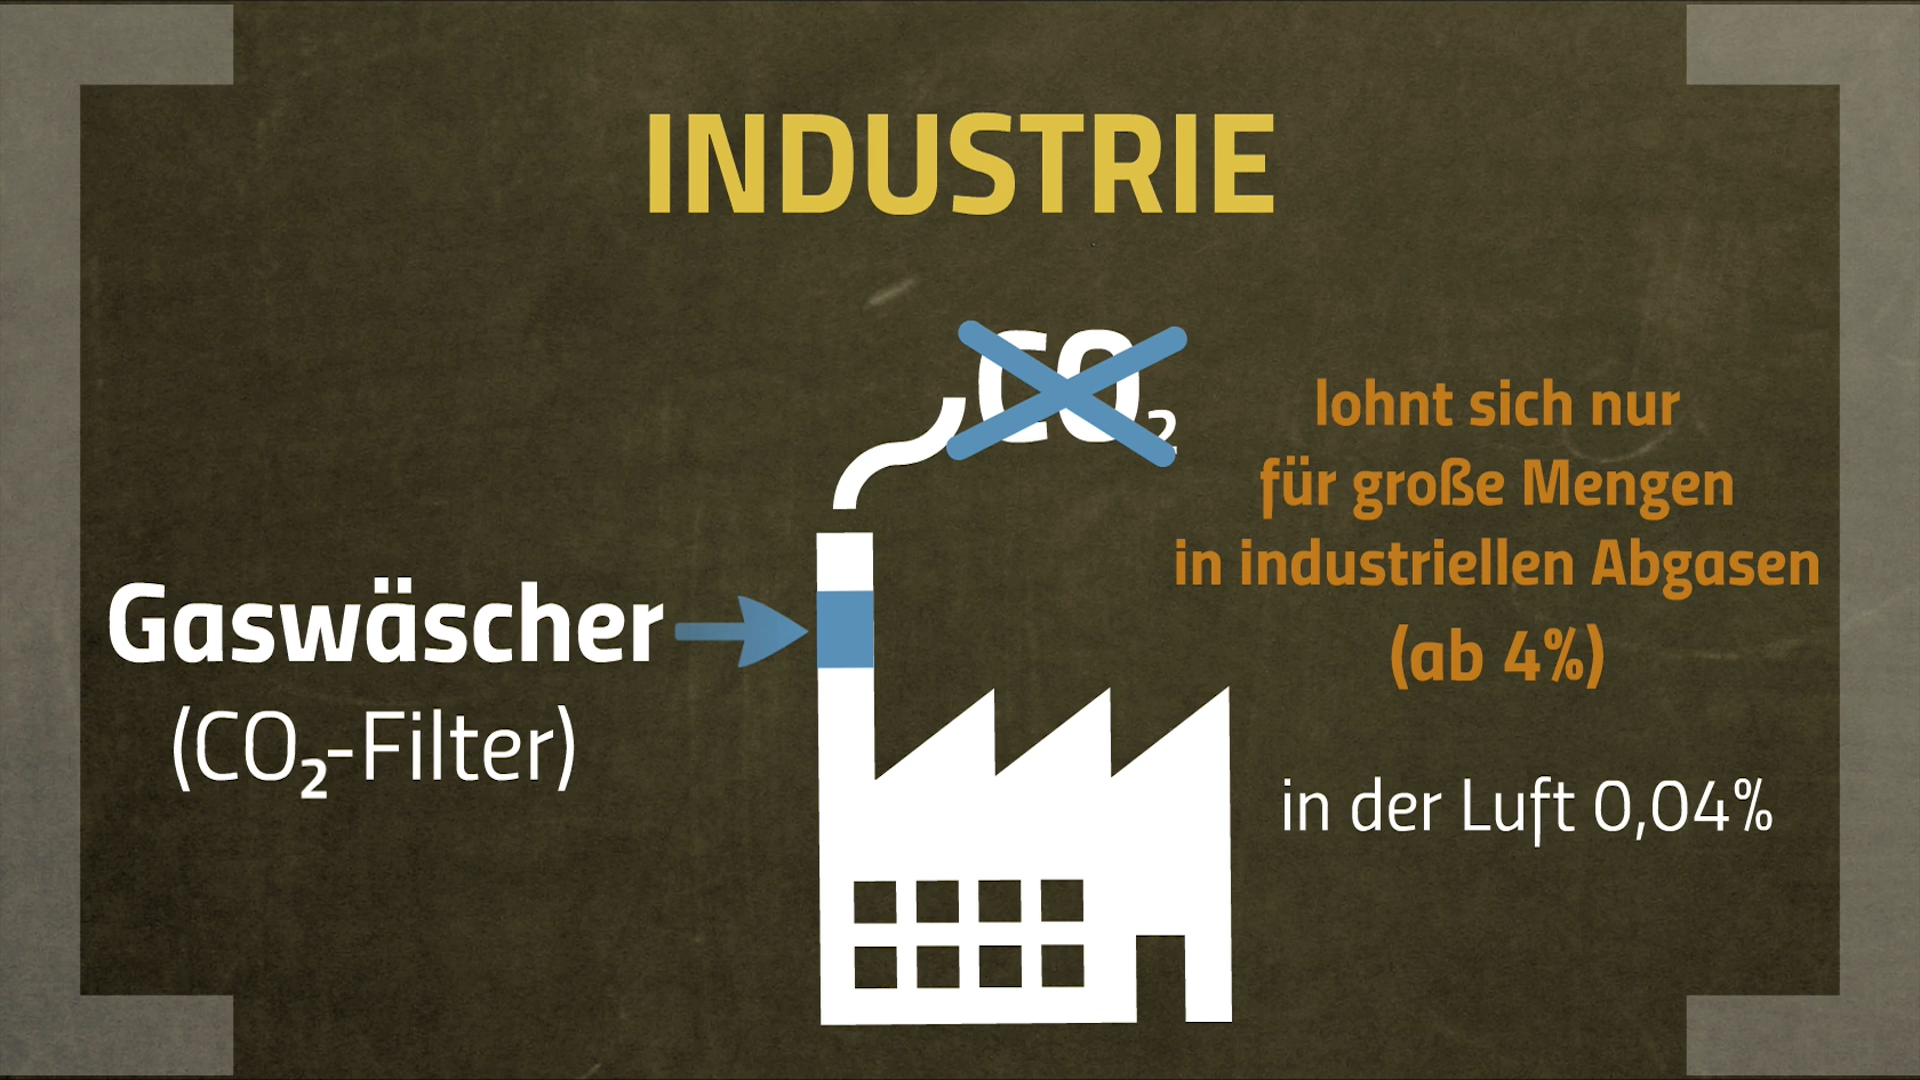 INDUSTRIE
CO₂
lohnt sich nur
für große Mengen
in industriellen Abgasen
(ab 4%)
Gaswäscher
(CO₂-Filter)
in der Luft 0,04%